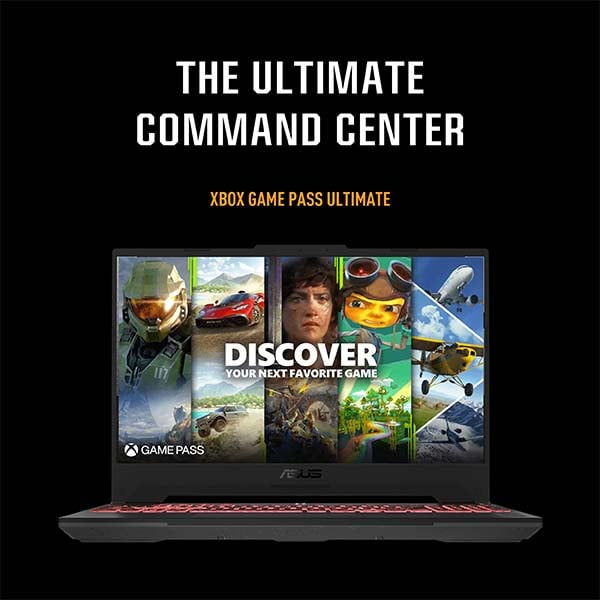 THE ULTIMATE
COMMAND CENTER
XBOX GAME PASS ULTIMATE
DISCOVER
YOUR NEXT FAVORITE GAME
GAME PASS
ASUS